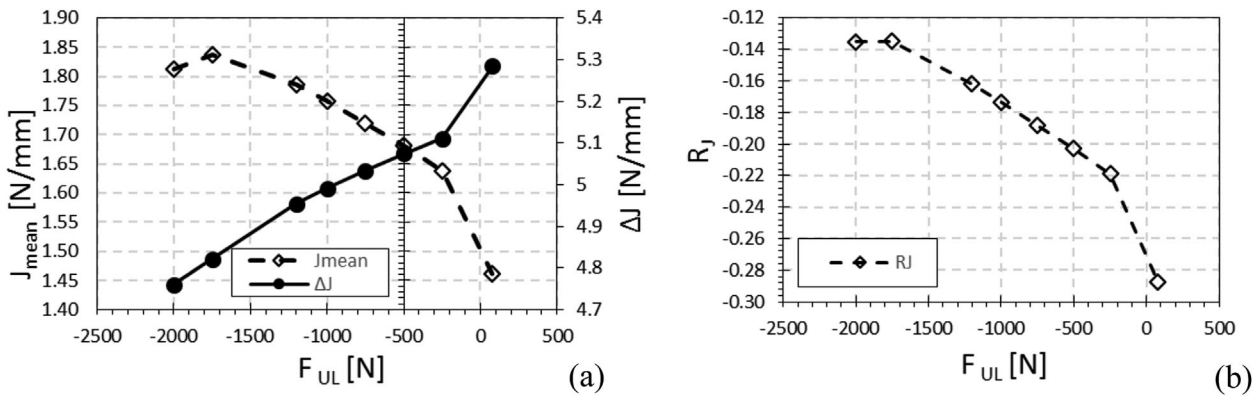 1.90
1.85
1.80
1.75
1.70
1.65
1.60
1.55
1.50
1.45
1.40
J mean [N/mm]
5.4
5.3
5.2
5.1
5
4.9
4.8
4.7
ΔJ [N/mm]
Jmean
ΔJ
-2500 -2000 -1500 -1000 -500 0 500
F UL [N]
(a)
-0.12
-0.14
-0.16
-0.18
-0.20
-0.22
-0.24
-0.26
-0.28
-0.30
RJ
RJ
-2500 -2000 -1500 -1000 -500 0 500
F UL [N]
(b)